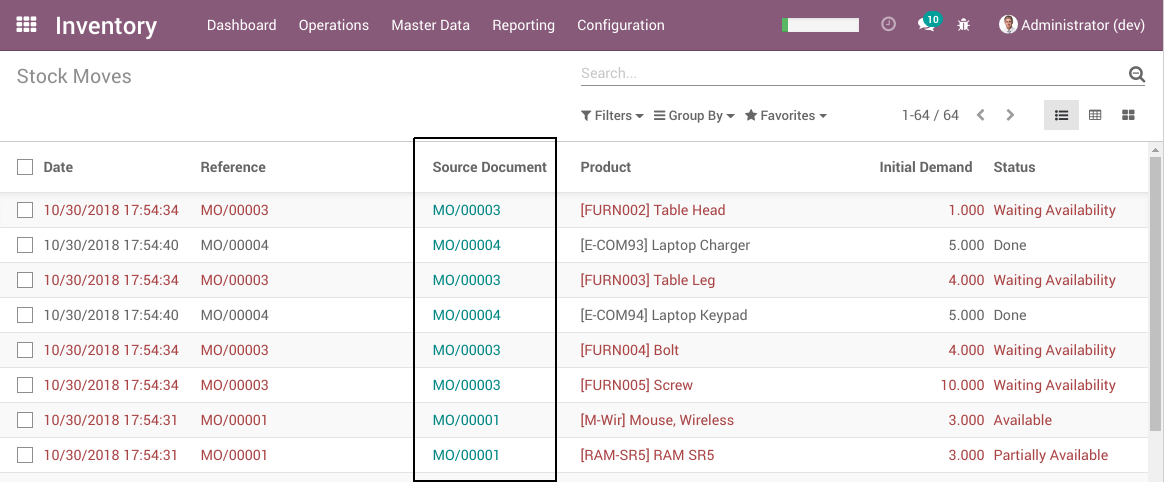 Inventory Dashboard Operations Master Data Reporting Configuration 10 Administrator (dev)
Stock Moves Search...
Filters Group By Favorites 1-64 / 64
Date Reference Source Document Product Initial Demand Status
10/30/2018 17:54:34 MO/00003 MO/00003 [FURN002] Table Head 1.000 Waiting Availability
10/30/2018 17:54:40 MO/00004 MO/00004 [E-COM93] Laptop Charger 5.000 Done
10/30/2018 17:54:34 MO/00003 MO/00003 [FURN003] Table Leg 4.000 Waiting Availability
10/30/2018 17:54:40 MO/00004 MO/00004 [E-COM94] Laptop Keypad 5.000 Done
10/30/2018 17:54:34 MO/00003 MO/00003 [FURN004] Bolt 4.000 Waiting Availability
10/30/2018 17:54:34 MO/00003 MO/00003 [FURN005] Screw 10.000 Waiting Availability
10/30/2018 17:54:31 MO/00001 MO/00001 [M-Wir] Mouse, Wireless 3.000 Available
10/30/2018 17:54:31 MO/00001 MO/00001 [RAM-SR5] RAM SR5 3.000 Partially Available